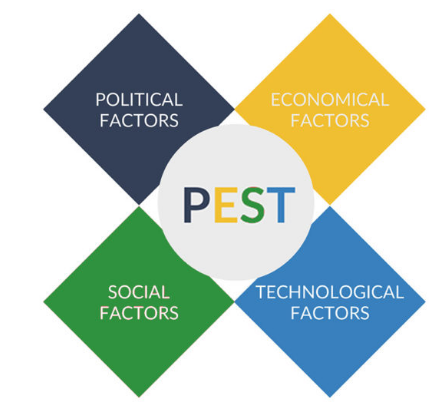 POLITICAL
FACTORS
ECONOMICAL
FACTORS
PEST
SOCIAL
FACTORS
TECHNOLOGICAL
FACTORS